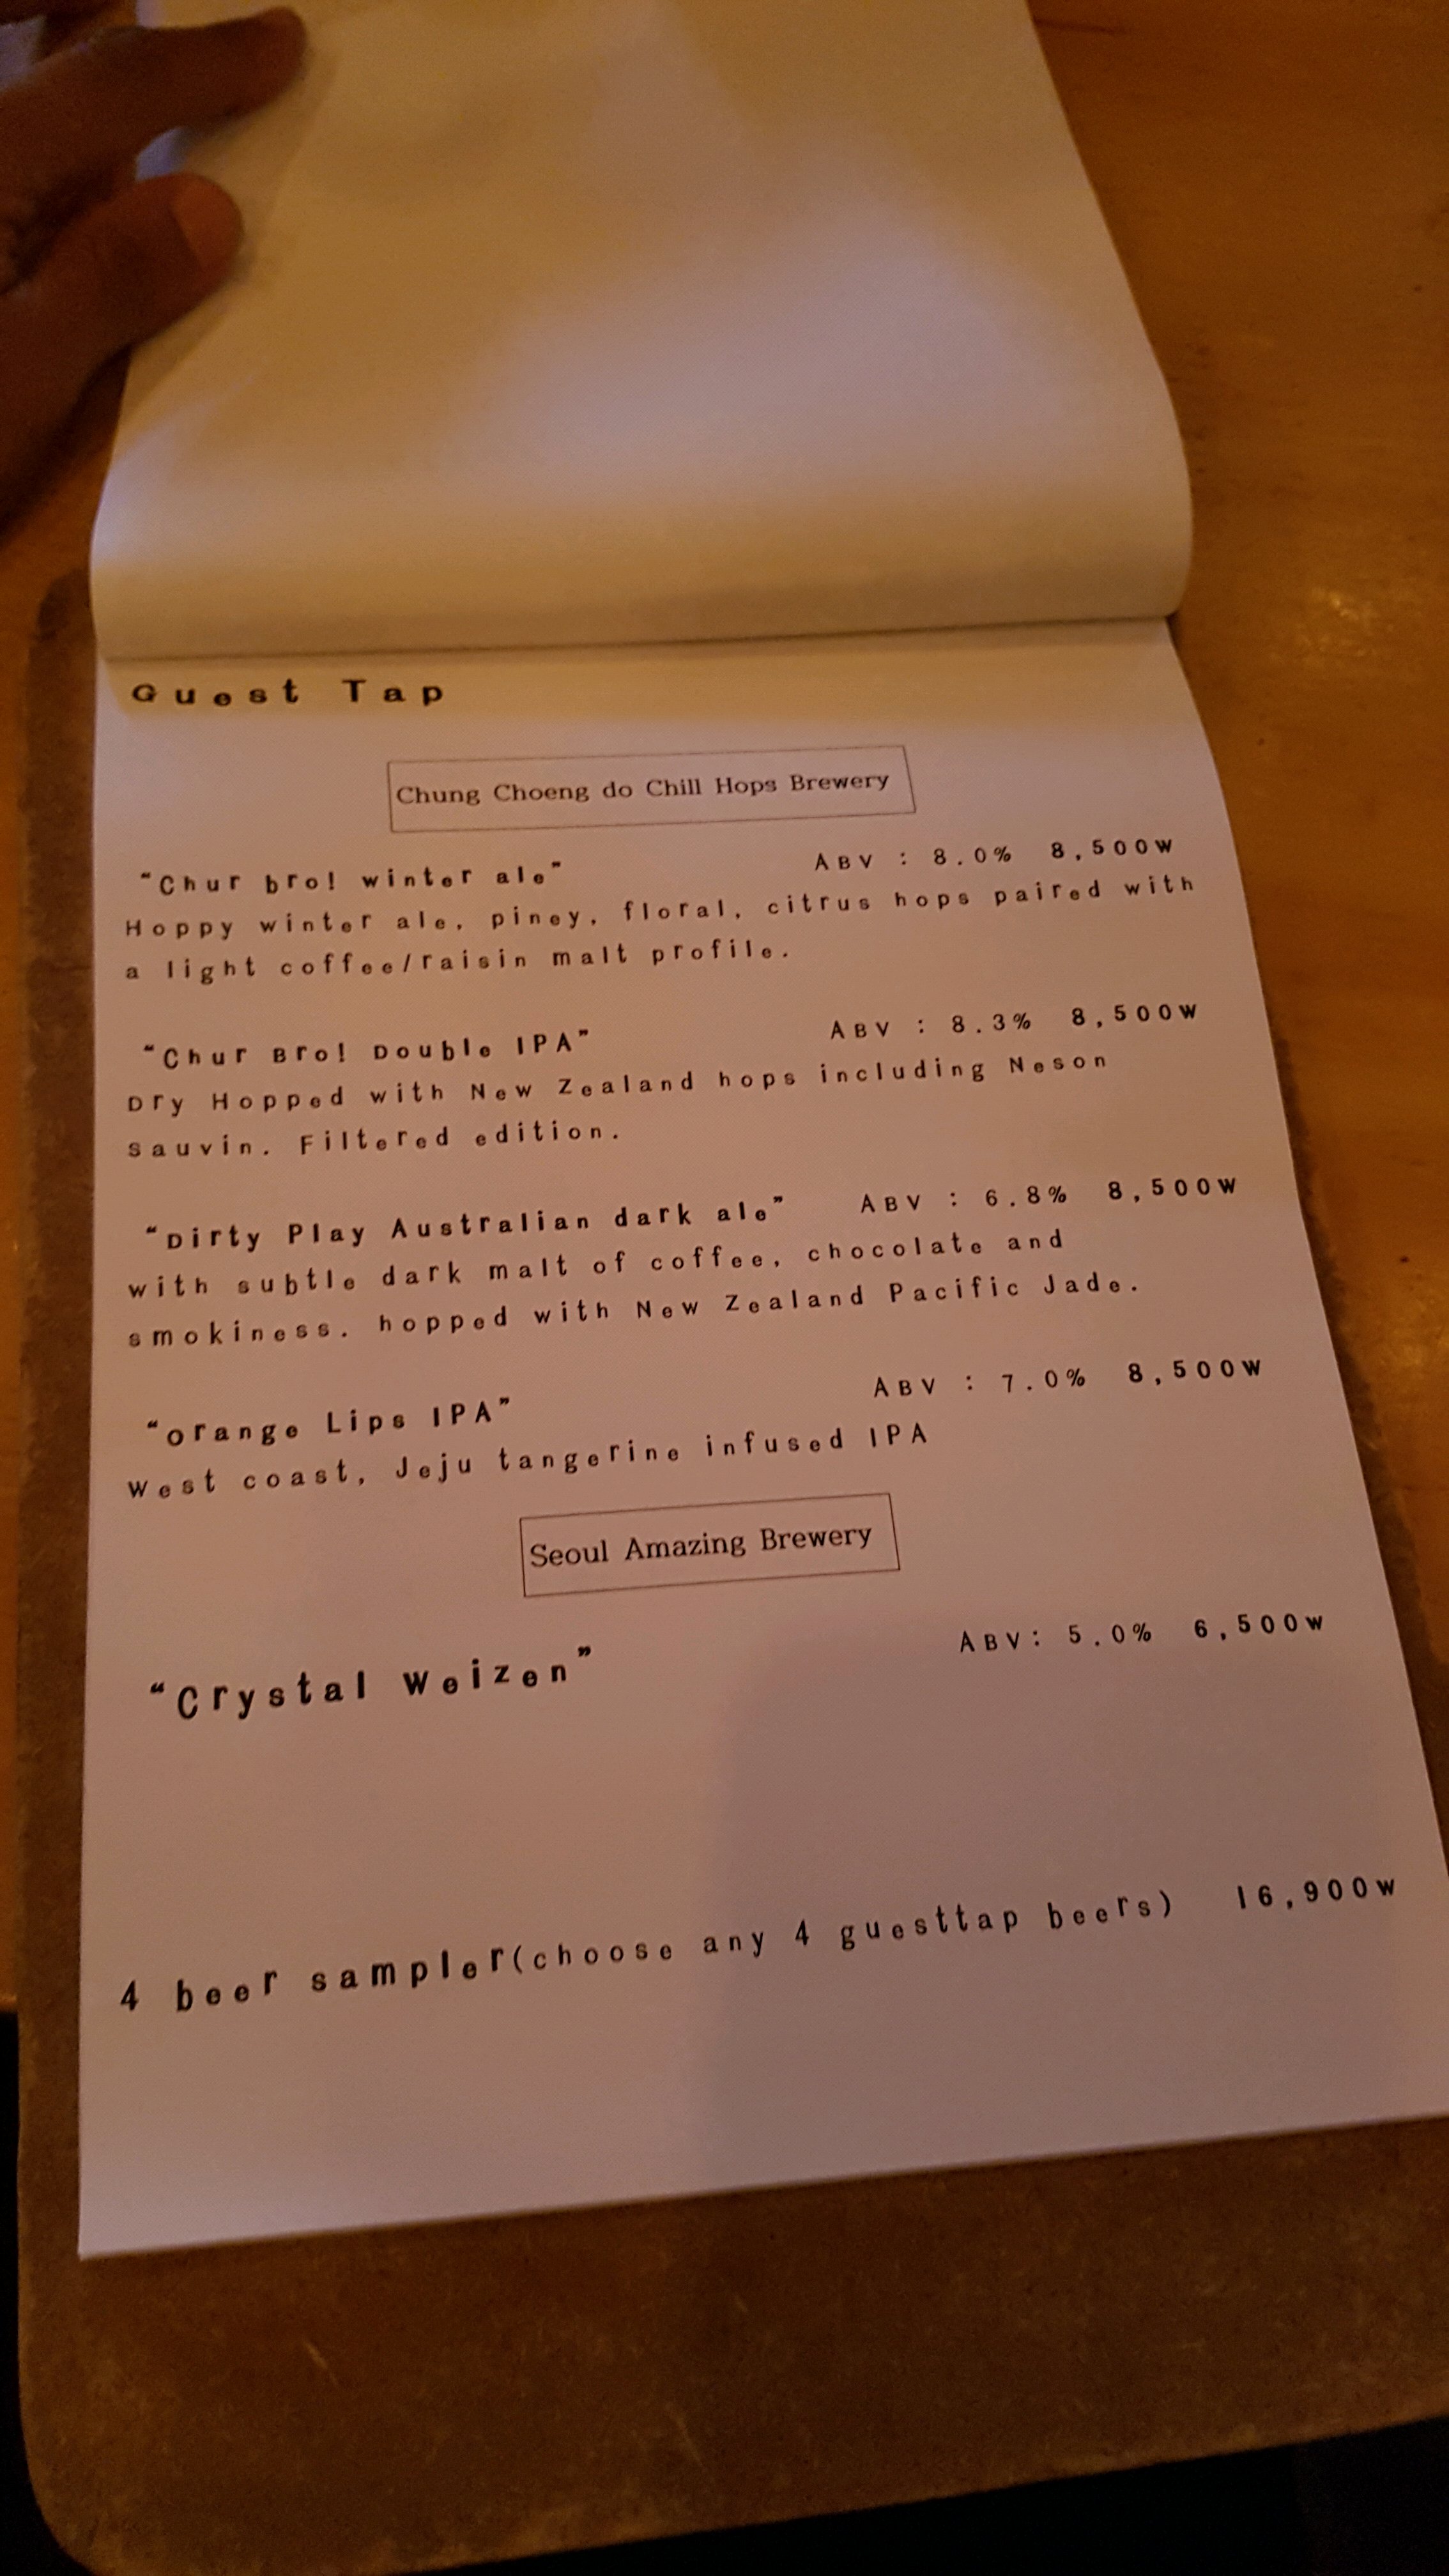 Guest Tap
Chung Choeng do Chill Hops Brewery
“Chur bro! winter ale” ABV : 8.0% 8,500w
Hoppy winter ale, piney, floral, citrus hops paired with
a light coffee/raisin malt profile.
“Chur Bro! Double IPA” ABV : 8.3% 8,500w
Dry Hopped with New Zealand hops including Neson
sauvin. Filtered edition.
“Dirty Play Australian dark ale” ABV : 6.8% 8,500w
with subtle dark malt of coffee, chocolate and
smokiness. hopped with New Zealand Pacific Jade.
“orange Lips IPA” ABV : 7.0% 8,500w
west coast, Jeju tangerine infused IPA
Seoul Amazing Brewery
“Crystal weizen” ABV: 5.0% 6,500w
4 beer sampler(choose any 4 guesttap beers) 16,900w